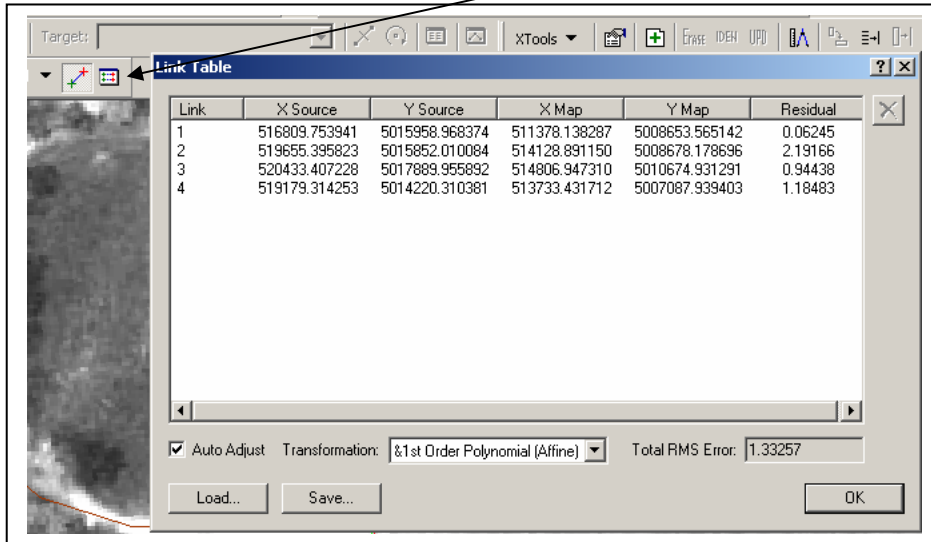 Target:
XTools
ERASE IDEN UPD
Link Table
Link X Source Y Source X Map Y Map Residual
1 516809.753941 5015958.968374 511378.138287 5008653.565142 0.06245
2 519655.395823 5015852.010084 514128.891150 5008678.178696 2.19166
3 520433.407228 5017889.955892 514806.947310 5010674.931291 0.94438
4 519179.314253 5014220.310381 513733.431712 5007087.939403 1.18483
Auto Adjust Transformation: &1st Order Polynomial (Affine) Total RMS Error: 1.33257
Load... Save... OK